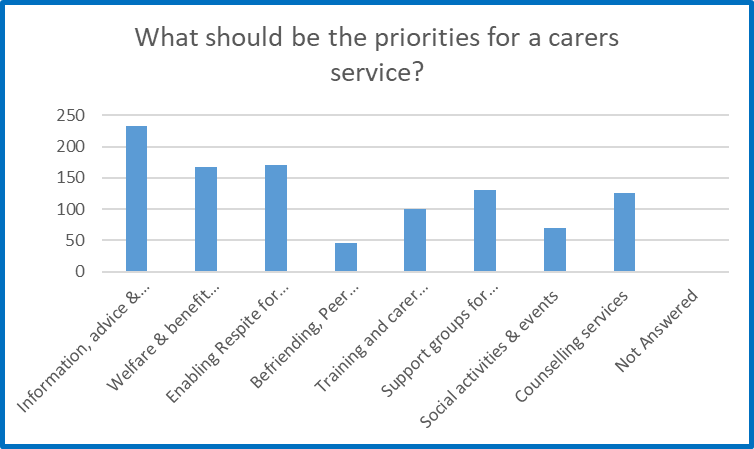 What should be the priorities for a carers
service?
250
200
150
100
50
0
Information, advice &...
Welfare & benefit...
Enabling Respite for...
Befriending, Peer...
Training and carer...
Support groups for...
Social activities & events
Counselling services
Not Answered